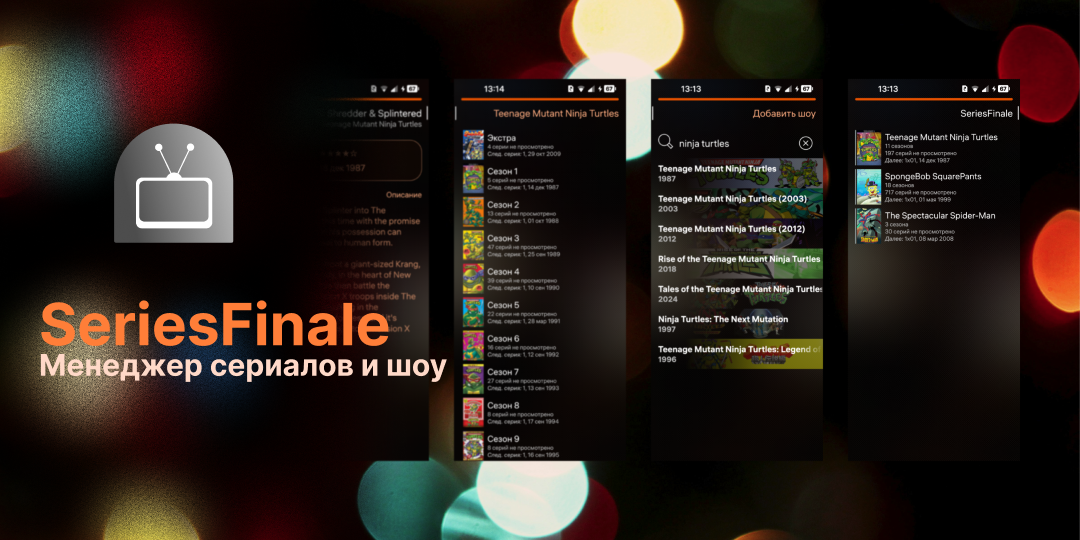 SeriesFinale
Менеджер сериалов и шоу
67
hredder & Splintered
age Mutant Ninja Turtles
1987
Описание
nter into The
time with the promise
possession can
human form.
a giant-sized Krang,
in the heart of New
battle the
X troops inside The
in the
it's
sion X
13:14
67
Teenage Mutant Ninja Turtles
Экстра
4 серии не просмотрено
След. серия: 1, 29 окт 2009
Сезон 1
5 серий не просмотрено
След. серия: 1, 14 дек 1987
Сезон 2
13 серий не просмотрено
След. серия: 1, 01 окт 1988
Сезон 3
47 серий не просмотрено
След. серия: 1, 25 сен 1989
Сезон 4
39 серий не просмотрено
След. серия: 1, 10 сен 1990
Сезон 5
22 серии не просмотрено
След. серия: 1, 28 мар 1991
Сезон 6
16 серий не просмотрено
След. серия: 1, 12 сен 1992
Сезон 7
27 серий не просмотрено
След. серия: 1, 13 сен 1993
Сезон 8
8 серий не просмотрено
След. серия: 1, 17 сен 1994
Сезон 9
8 серий не просмотрено
След. серия: 1, 16 сен 1995
13:13
67
Добавить шоу
ninja turtles
Teenage Mutant Ninja Turtles
1987
Teenage Mutant Ninja Turtles (2003)
2003
Teenage Mutant Ninja Turtles (2012)
2012
Rise of the Teenage Mutant Ninja Turtles
2018
Tales of the Teenage Mutant Ninja Turtles
2024
Ninja Turtles: The Next Mutation
1997
Teenage Mutant Ninja Turtles: Legend of
1996
13:13
67
SeriesFinale
Teenage Mutant Ninja Turtles
11 сезонов
197 серий не просмотрено
Далее: 1x01, 14 дек 1987
SpongeBob SquarePants
18 сезонов
717 серий не просмотрено
Далее: 1x01, 01 мая 1999
The Spectacular Spider-Man
3 сезона
30 серий не просмотрено
Далее: 1x01, 08 мар 2008